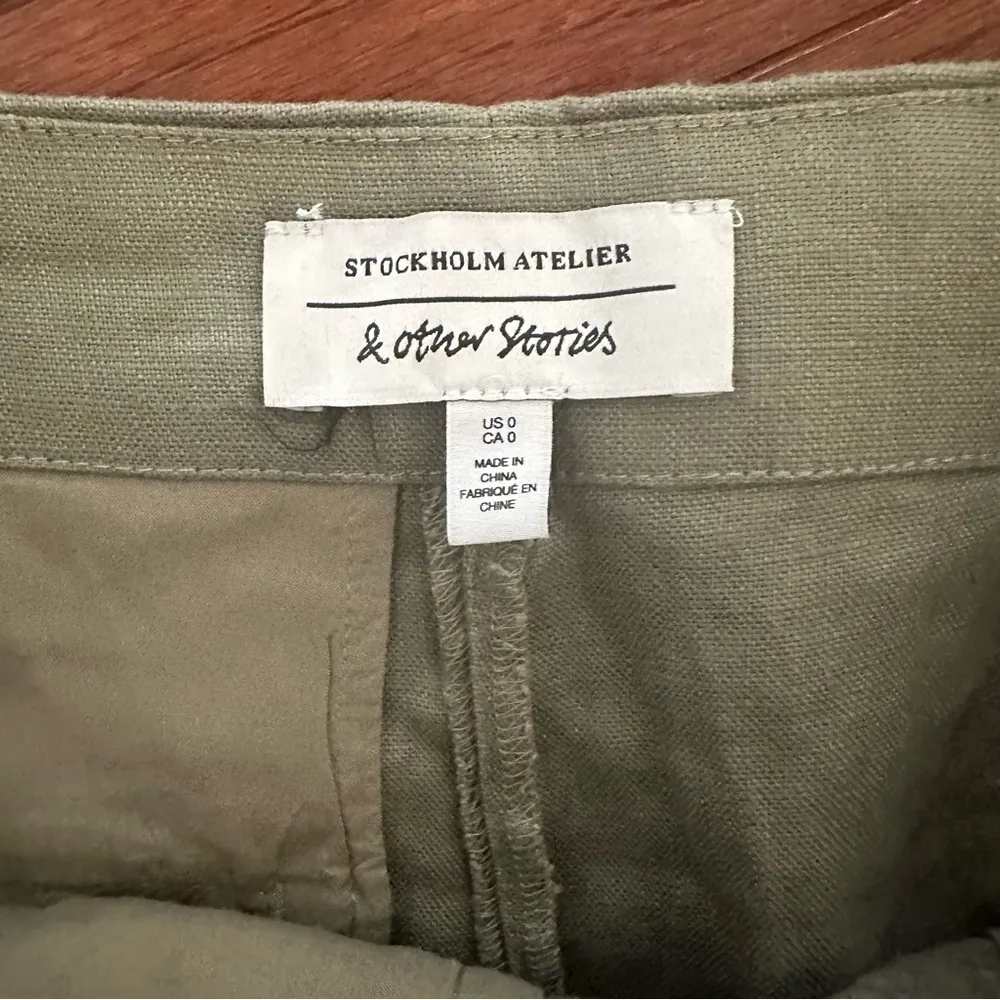 STOCKHOLM ATELIER
& other Stories
US 0
CA 0
MADE IN
CHINA
FABRIQUÉ EN
CHINE